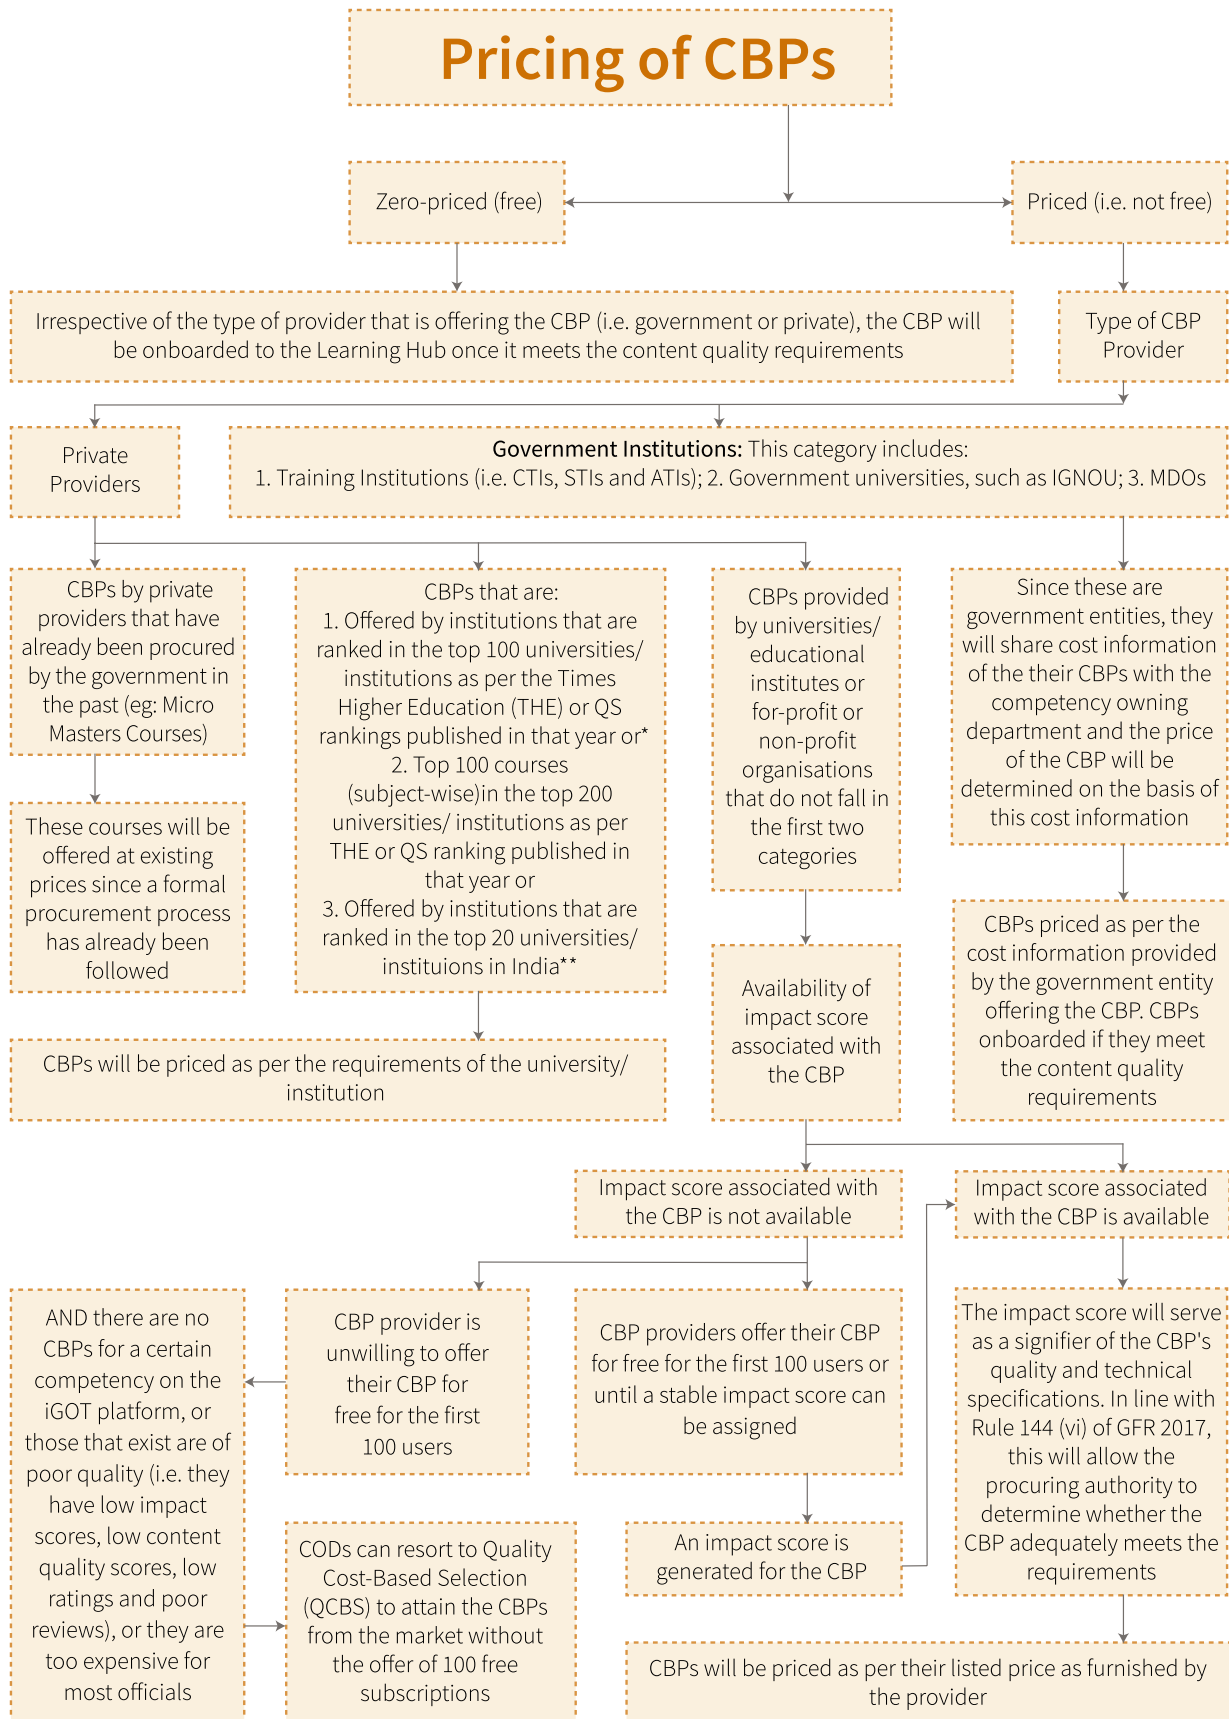 Pricing of CBPs
Zero-priced (free)
Priced (i.e. not free)
Irrespective of the type of provider that is offering the CBP (i.e. government or private), the CBP will
be onboarded to the Learning Hub once it meets the content quality requirements
Type of CBP
Provider
Private
Providers
Government Institutions: This category includes:
1. Training Institutions (i.e. CTIs, STIs and ATIs); 2. Government universities, such as IGNOU; 3. MDOs
CBPs by private
providers that have
already been procured
by the government in
the past (eg: Micro
Masters Courses)
These courses will be
offered at existing
prices since a formal
procurement process
has already been
followed
CBPs that are:
1. Offered by institutions that are
ranked in the top 100 universities/
institutions as per the Times
Higher Education (THE) or QS
rankings published in that year or*
2. Top 100 courses
(subject-wise)in the top 200
universities/ institutions as per
THE or QS ranking published in
that year or
3. Offered by institutions that are
ranked in the top 20 universities/
instituions in India**
CBPs will be priced as per the requirements of the university/
institution
CBPs provided
by universities/
educational
institutes or
for-profit or
non-profit
organisations
that do not fall in
the first two
categories
Availability of
impact score
associated with
the CBP
Since these are
government entities, they
will share cost information
of the their CBPs with the
competency owning
department and the price
of the CBP will be
determined on the basis of
this cost information
CBPs priced as per the
cost information provided
by the government entity
offering the CBP. CBPs
onboarded if they meet
the content quality
requirements
Impact score associated with
the CBP is not available
Impact score associated
with the CBP is available
AND there are no
CBPs for a certain
competency on the
iGOT platform, or
those that exist are of
poor quality (i.e. they
have low impact
scores, low content
quality scores, low
ratings and poor
reviews), or they are
too expensive for
most officials
CBP provider is
unwilling to offer
their CBP for
free for the first
100 users
CODs can resort to Quality
Cost-Based Selection
(QCBS) to attain the CBPs
from the market without
the offer of 100 free
subscriptions
CBP providers offer their CBP
for free for the first 100 users or
until a stable impact score can
be assigned
An impact score is
generated for the CBP
The impact score will serve
as a signifier of the CBP's
quality and technical
specifications. In line with
Rule 144 (vi) of GFR 2017,
this will allow the
procuring authority to
determine whether the
CBP adequately meets the
requirements
CBPs will be priced as per their listed price as furnished by
the provider